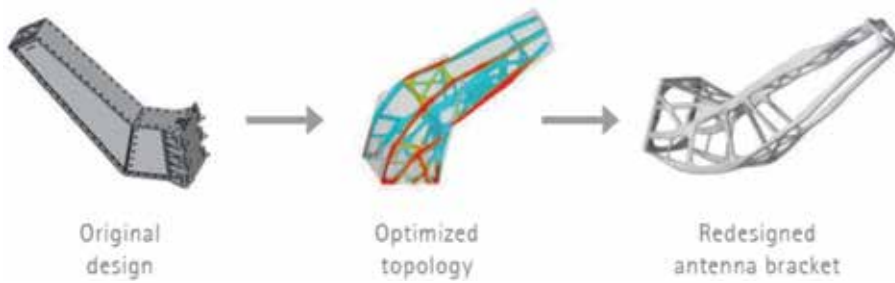 Original
design
Optimized
topology
Redesigned
antenna bracket